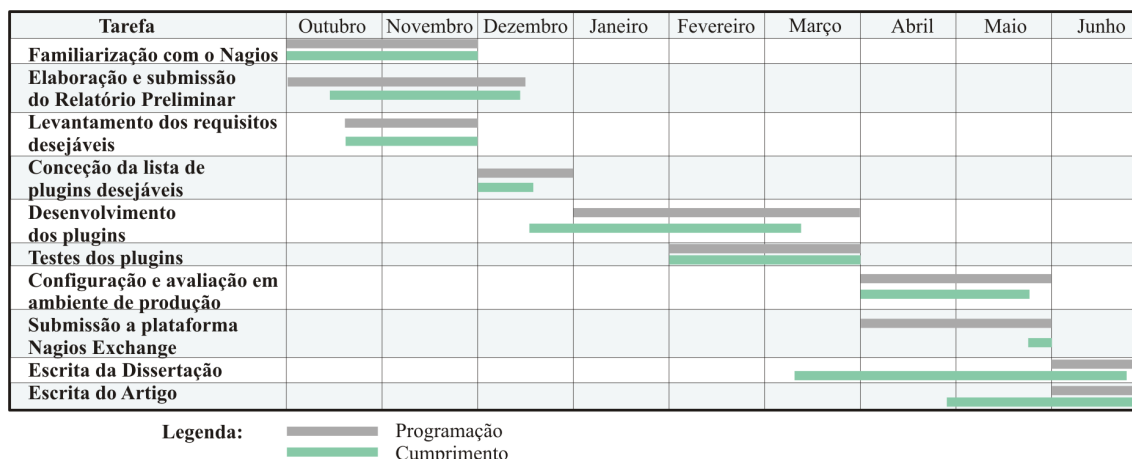 Tarefa Outubro Novembro Dezembro Janeiro Fevereiro Março Abril Maio Junho
Familiarização com o Nagios
Elaboração e submissão
do Relatório Preliminar
Levantamento dos requisitos
desejáveis
Conceção da lista de
plugins desejáveis
Desenvolvimento
dos plugins
Testes dos plugins
Configuração e avaliação em
ambiente de produção
Submissão a plataforma
Nagios Exchange
Escrita da Dissertação
Escrita do Artigo
Legenda: Programação
Cumprimento